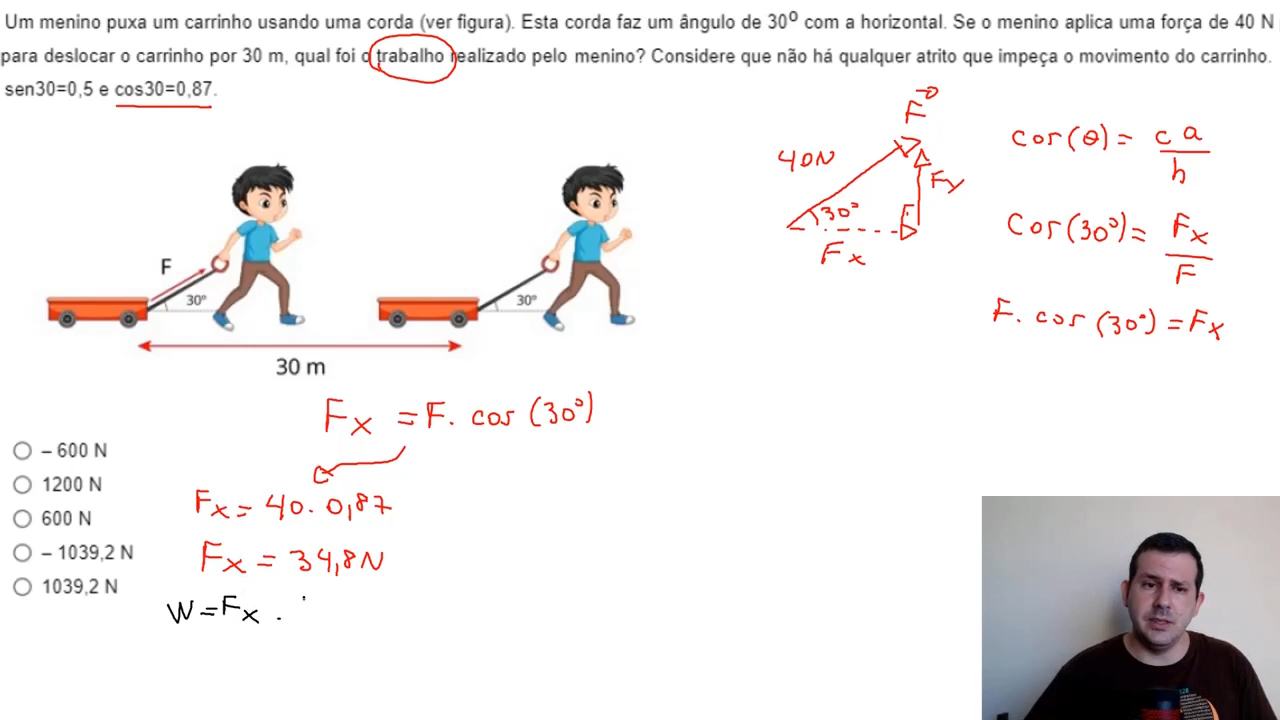 Um menino puxa um carrinho usando uma corda (ver figura). Esta corda faz um ângulo de 30º com a horizontal. Se o menino aplica uma força de 40 N
para deslocar o carrinho por 30 m, qual foi o trabalho realizado pelo menino? Considere que não há qualquer atrito que impeça o movimento do carrinho.
sen30=0,5 e cos30=0,87.
F
40N
Fy
30°
Fx
cos(θ) = ca/h
cos(30°) = Fx/F
F. cos(30°) = Fx
F
30°
30°
30 m
Fx = F. cos(30°)
– 600 N
1200 N
600 N
– 1039,2 N
1039,2 N
Fx = 40. 0,87
Fx = 34,8N
W = Fx .